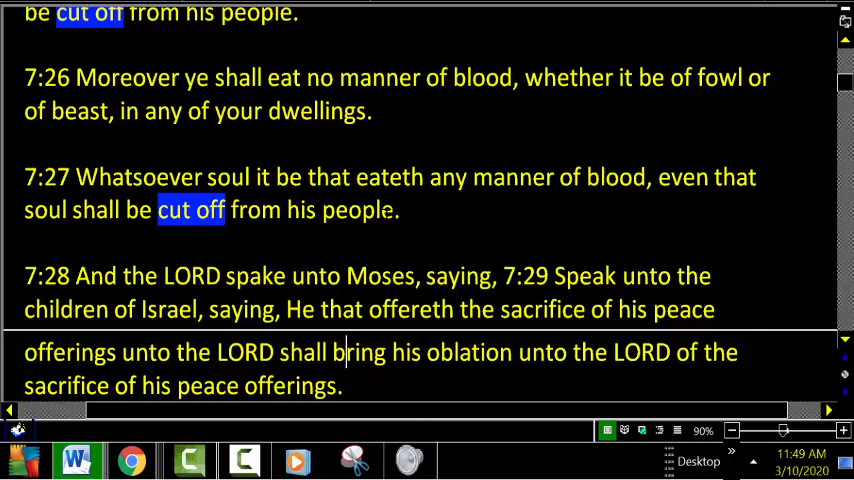 be cut off from his people.
7:26 Moreover ye shall eat no manner of blood, whether it be of fowl or
of beast, in any of your dwellings.
7:27 Whatsoever soul it be that eateth any manner of blood, even that
soul shall be cut off from his people.
7:28 And the LORD spake unto Moses, saying, 7:29 Speak unto the
children of Israel, saying, He that offereth the sacrifice of his peace
offerings unto the LORD shall bring his oblation unto the LORD of the
sacrifice of his peace offerings.
90%
Desktop
11:49 AM
3/10/2020